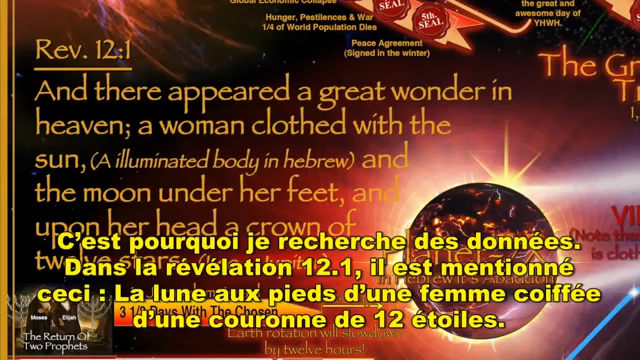 Hunger, Pestilences & War
1/4 of World Population Dies
SEAL
5th.
SEAL
the great and
awesome day of
YHWH.
Peace Agreement
(Signed in the winter)
Rev. 12:1
And there appeared a great wonder in
heaven; a woman clothed with the
sun, (A illuminated body in hebrew) and
the moon under her feet, and
upon her head a crown of
The Gr
C'est pourquoi je recherche des données.
Dans la révélation 12.1, il est mentionné
ceci : La lune aux pieds d'une femme coiffée
d'une couronne de 12 étoiles.
Moses Elijah
The Return Of
Two Prophets
3 1/2 Days With The Chosen
Earth rotation will slowdown
by twelve hours!
(Note tha
is cloth